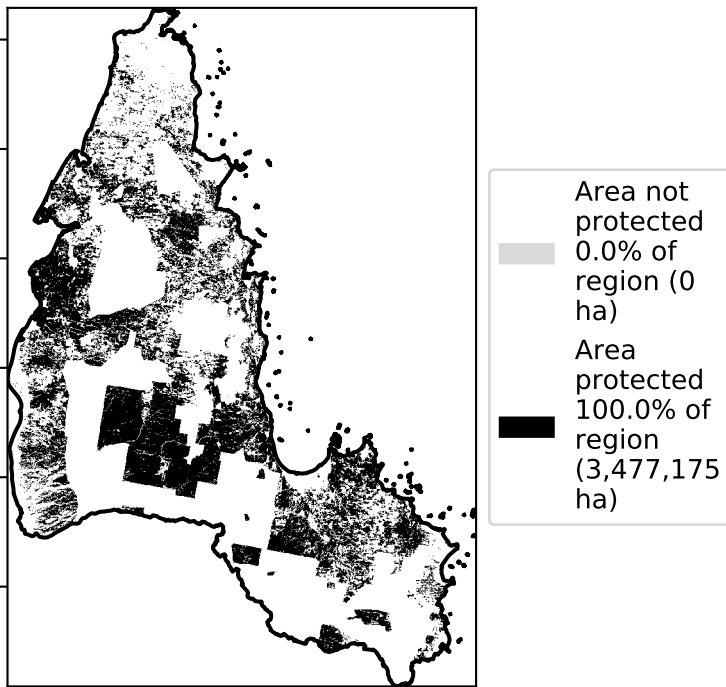 Area not
protected
0.0% of
region (0
ha)
Area
protected
100.0% of
region
(3,477,175
ha)